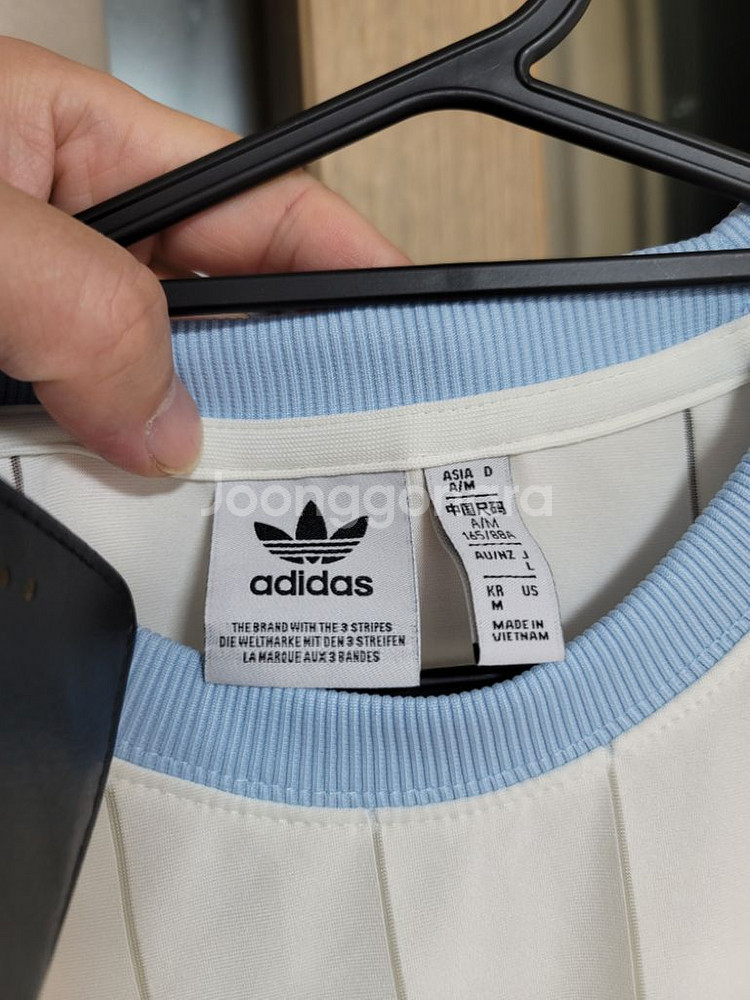 Joonggonara
adidas
THE BRAND WITH THE 3 STRIPES
DIE WELTMARKE MIT DEN 3 STREIFEN
LA MARQUE AUX 3 BANDES
ASIA D
A/M
中国尺码
A/M
165/88A
AU/NZ J
L
KR US
M
MADE IN
VIETNAM